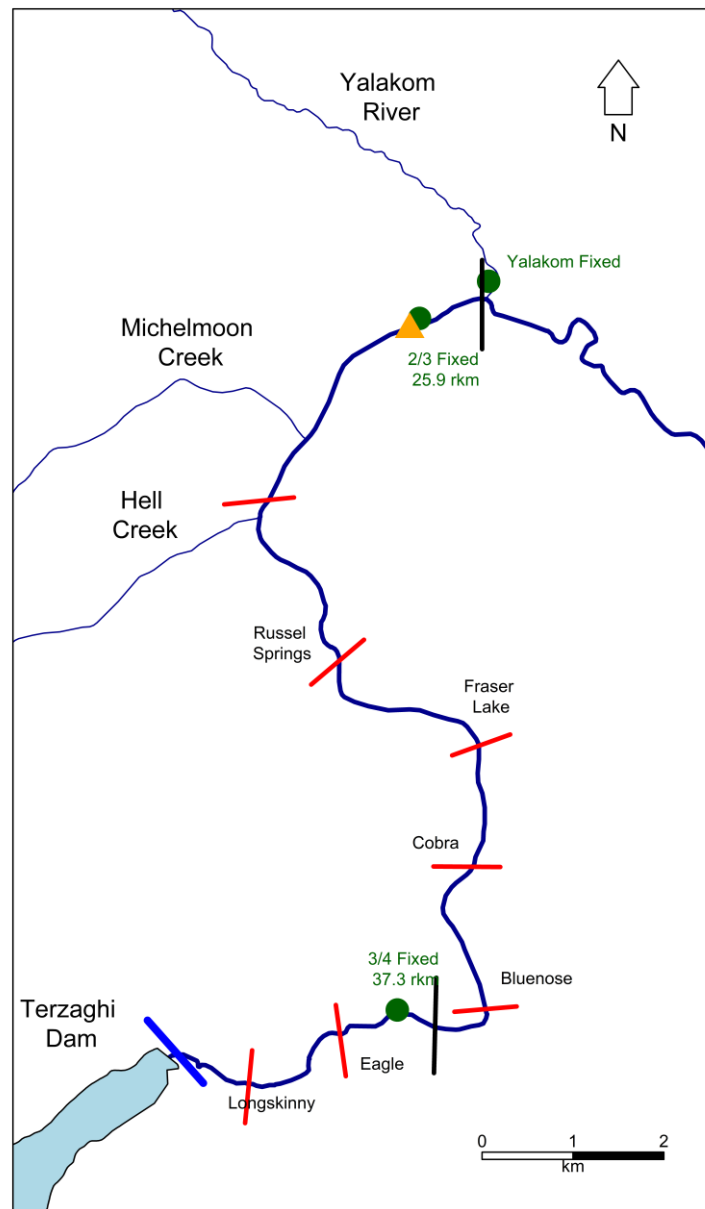 Yalakom
River
N
Yalakom Fixed
Michelmoon
Creek
2/3 Fixed
25.9 rkm
Hell
Creek
Russel
Springs
Fraser
Lake
Cobra
3/4 Fixed
37.3 rkm
Bluenose
Terzaghi
Dam
Eagle
Longskinny
0 1 2
km